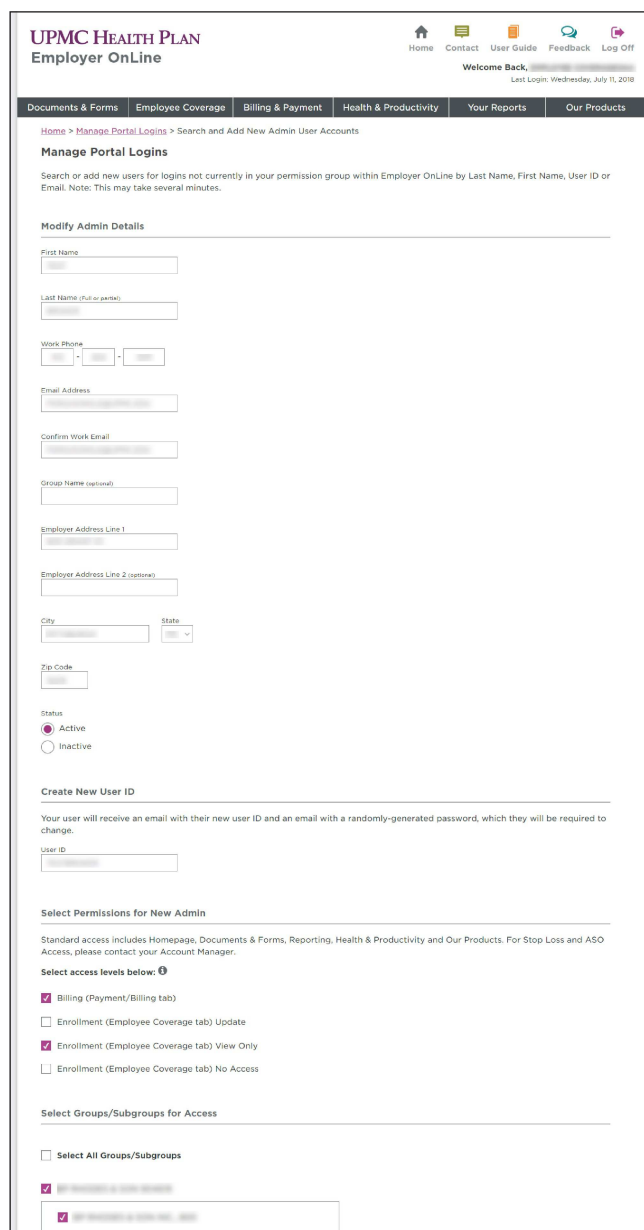 UPMC HEALTH PLAN
Employer OnLine
Home Contact User Guide Feedback Log Off
Welcome Back,
Last Login: Wednesday, July 11, 2018
Documents & Forms Employee Coverage Billing & Payment Health & Productivity Your Reports Our Products
Home > Manage Portal Logins > Search and Add New Admin User Accounts
Manage Portal Logins
Search or add new users for logins not currently in your permission group within Employer OnLine by Last Name, First Name, User ID or
Email. Note: This may take several minutes.
Modify Admin Details
First Name
Last Name (Full or partial)
Work Phone
- -
Email Address
Confirm Work Email
Group Name (optional)
Employer Address Line 1
Employer Address Line 2 (optional)
City State
Zip Code
Status
Active
Inactive
Create New User ID
Your user will receive an email with their new user ID and an email with a randomly-generated password, which they will be required to
change.
User ID
Select Permissions for New Admin
Standard access includes Homepage, Documents & Forms, Reporting, Health & Productivity and Our Products. For Stop Loss and ASO
Access, please contact your Account Manager.
Select access levels below:
Billing (Payment/Billing tab)
Enrollment (Employee Coverage tab) Update
Enrollment (Employee Coverage tab) View Only
Enrollment (Employee Coverage tab) No Access
Select Groups/Subgroups for Access
Select All Groups/Subgroups